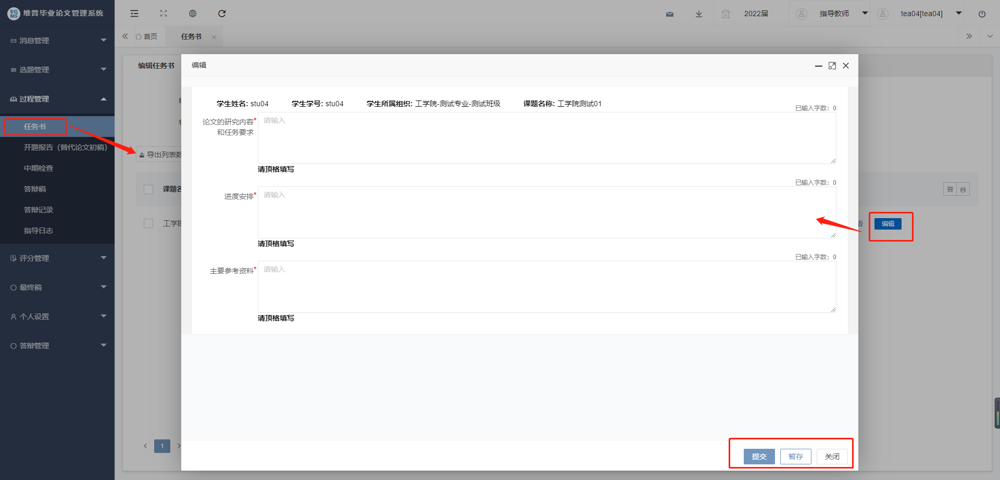 维普毕业论文管理系统
2022届
指导教师
tea04[tea04]
首页
任务书
消息管理
选题管理
过程管理
任务书
开题报告（替代论文初稿）
中期检查
答辩稿
答辩记录
指导日志
评分管理
最终稿
个人设置
答辩管理
编辑任务书
导出列表数
课题名
工学院
看
编辑
1
编辑
学生姓名: stu04 学生学号: stu04 学生所属组织: 工学院-测试专业-测试班级 课题名称: 工学院测试01
已输入字数：0
论文的研究内容*
和任务要求
请输入
请顶格填写
已输入字数：0
进度安排*
请输入
请顶格填写
已输入字数：0
主要参考资料*
请输入
请顶格填写
提交
暂存
关闭